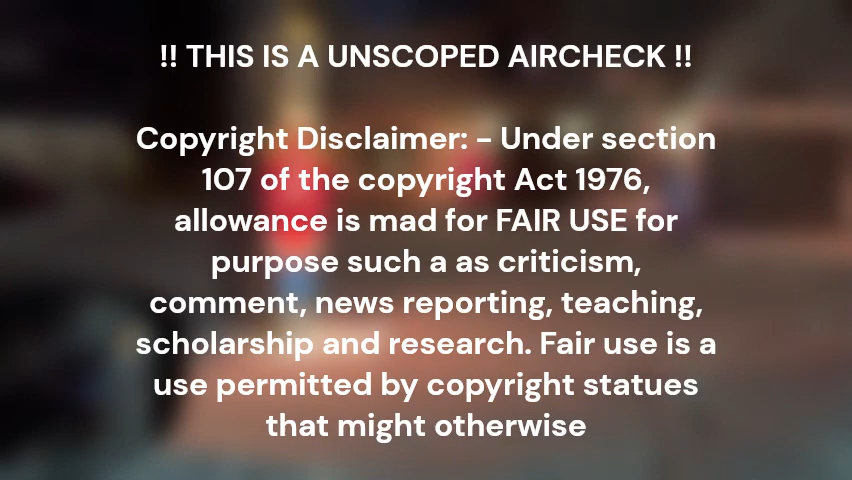 !! THIS IS A UNSCOPED AIRCHECK !!
Copyright Disclaimer: - Under section
107 of the copyright Act 1976,
allowance is mad for FAIR USE for
purpose such a as criticism,
comment, news reporting, teaching,
scholarship and research. Fair use is a
use permitted by copyright statues
that might otherwise